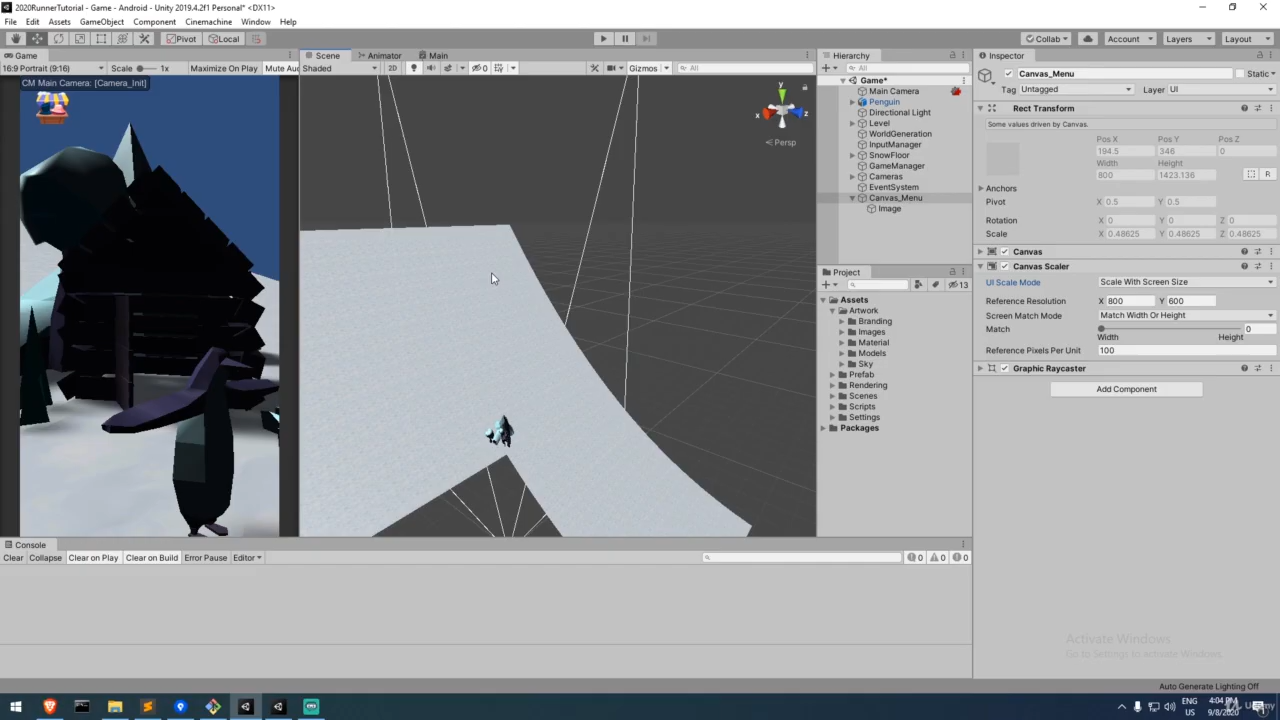 2020RunnerTutorial - Game - Android - Unity 2019.4.2f1 Personal* <DX11>
File Edit Assets GameObject Component Cinemachine Window Help
Pivot Local Collab Account Layers Layout
Game Scene Animator Main Hierarchy Inspector
16:9 Portrait (9:16) Scale 1x Maximize On Play Mute Au Shaded 2D 0 Gizmos All All
CM Main Camera: [Camera_Init]
y
x z
Persp
Game*
Main Camera
Penguin
Directional Light
Level
WorldGeneration
InputManager
SnowFloor
GameManager
Cameras
EventSystem
Canvas_Menu
Image
Project
13
Assets
Artwork
Branding
Images
Material
Models
Sky
Prefab
Rendering
Scenes
Scripts
Settings
Packages
Canvas_Menu Static
Tag Untagged Layer UI
Rect Transform
Some values driven by Canvas.
Pos X Pos Y Pos Z
194.5 346 0
Width Height
800 1423.136 R
Anchors
Pivot X 0.5 Y 0.5
Rotation X 0 Y 0 Z 0
Scale X 0.48625 Y 0.48625 Z 0.48625
Canvas
Canvas Scaler
UI Scale Mode Scale With Screen Size
Reference Resolution X 800 Y 600
Screen Match Mode Match Width Or Height
Match 0
Width Height
Reference Pixels Per Unit 100
Graphic Raycaster
Add Component
Console
Clear Collapse Clear on Play Clear on Build Error Pause Editor 0 0 0
Activate Windows
Go to Settings to activate Windows.
Auto Generate Lighting Off
ENG 4:04 PM
US 9/8/2020
Udemy